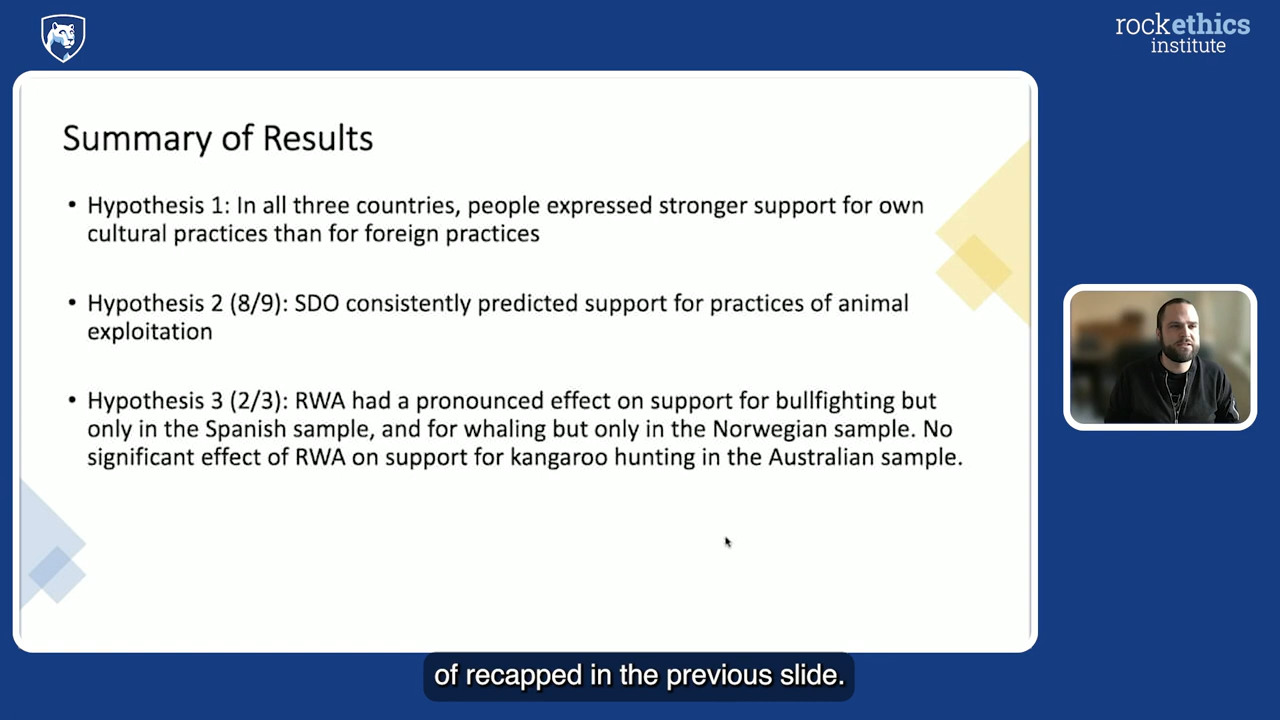 rockethics
institute
Summary of Results
• Hypothesis 1: In all three countries, people expressed stronger support for own
cultural practices than for foreign practices
• Hypothesis 2 (8/9): SDO consistently predicted support for practices of animal
exploitation
• Hypothesis 3 (2/3): RWA had a pronounced effect on support for bullfighting but
only in the Spanish sample, and for whaling but only in the Norwegian sample. No
significant effect of RWA on support for kangaroo hunting in the Australian sample.
of recapped in the previous slide.